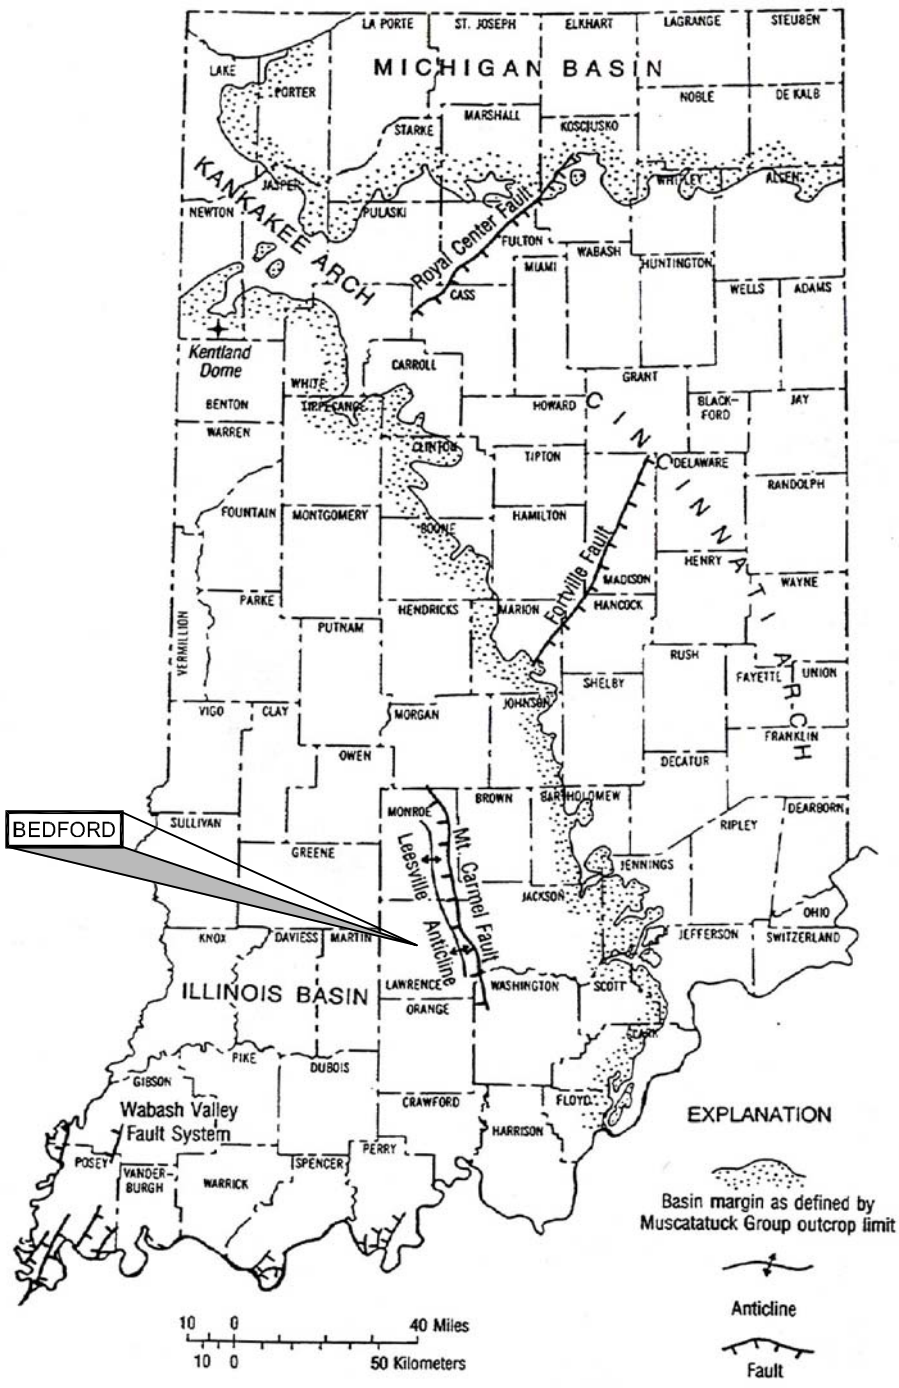 LA PORTE
ST. JOSEPH
ELKHART
LAGRANGE
STEUBEN
MICHIGAN BASIN
LAKE
PORTER
NOBLE
DE KALB
STARKE
MARSHALL
KOSCIUSKO
KANKAKEE ARCH
JASPER
WHITLEY
ALLEN
NEWTON
PULASKI
Royal Center Fault
FULTON
WABASH
MIAMI
HUNTINGTON
CASS
WELLS
ADAMS
Kentland
Dome
CARROLL
WHITE
GRANT
BENTON
TIPPECANOE
HOWARD
BLACK-
FORD
JAY
CINCINNATI ARCH
WARREN
CLINTON
TIPTON
DELAWARE
RANDOLPH
FOUNTAIN
MONTGOMERY
BOONE
HAMILTON
Fortville Fault
MADISON
HENRY
WAYNE
VERMILLION
PARKE
HENDRICKS
MARION
HANCOCK
PUTNAM
RUSH
FAYETTE
UNION
SHELBY
VIGO
CLAY
MORGAN
JOHNSON
FRANKLIN
OWEN
DECATUR
BEDFORD
SULLIVAN
MONROE
BROWN
BARTHOLOMEW
RIPLEY
DEARBORN
GREENE
Leesville Anticline
Mt. Carmel Fault
JENNINGS
JACKSON
OHIO
KNOX
DAVIESS
MARTIN
JEFFERSON
SWITZERLAND
ILLINOIS BASIN
LAWRENCE
WASHINGTON
SCOTT
ORANGE
CLARK
PIKE
DUBOIS
GIBSON
Wabash Valley
Fault System
CRAWFORD
FLOYD
HARRISON
POSEY
VANDER-
BURGH
WARRICK
SPENCER
PERRY
EXPLANATION
Basin margin as defined by
Muscatatuck Group outcrop limit
Anticline
Fault
10 0 40 Miles
10 0 50 Kilometers